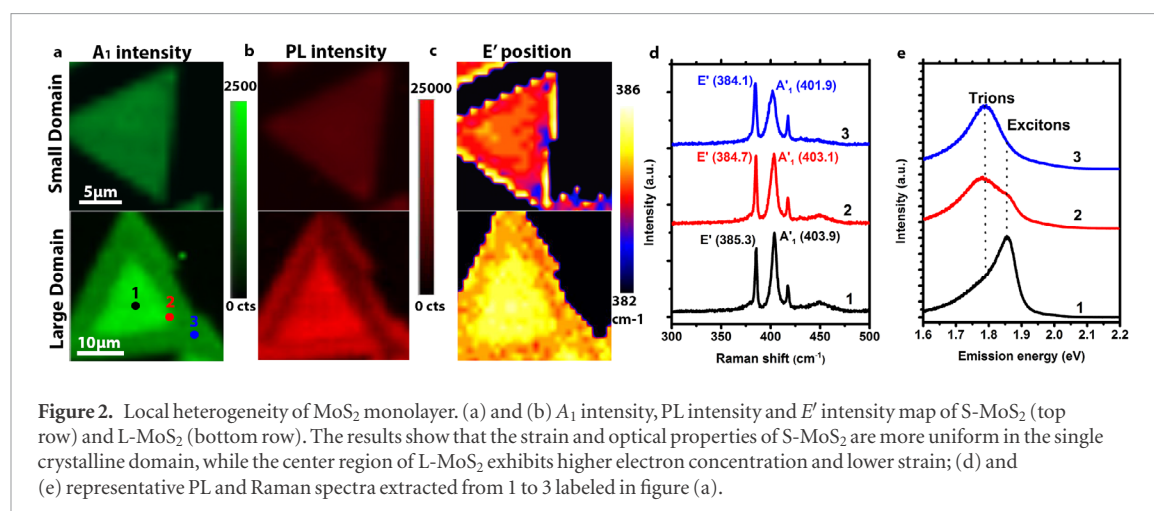 a A1 intensity b PL intensity c E′ position d e
Small Domain
5μm
Large Domain
1
2
3
10μm
2500
0 cts
25000
0 cts
386
382
cm-1
E' (384.1) A'1 (401.9)
3
E' (384.7) A'1 (403.1)
2
E' (385.3) A'1 (403.9)
1
Intensity (a.u.)
300 350 400 450 500
Raman shift (cm-1)
Trions
Excitons
3
2
1
Intensity (a.u.)
1.6 1.7 1.8 1.9 2.0 2.1 2.2
Emission energy (eV)
Figure 2. Local heterogeneity of MoS2 monolayer. (a) and (b) A1 intensity, PL intensity and E′ intensity map of S-MoS2 (top
row) and L-MoS2 (bottom row). The results show that the strain and optical properties of S-MoS2 are more uniform in the single
crystalline domain, while the center region of L-MoS2 exhibits higher electron concentration and lower strain; (d) and
(e) representative PL and Raman spectra extracted from 1 to 3 labeled in figure (a).